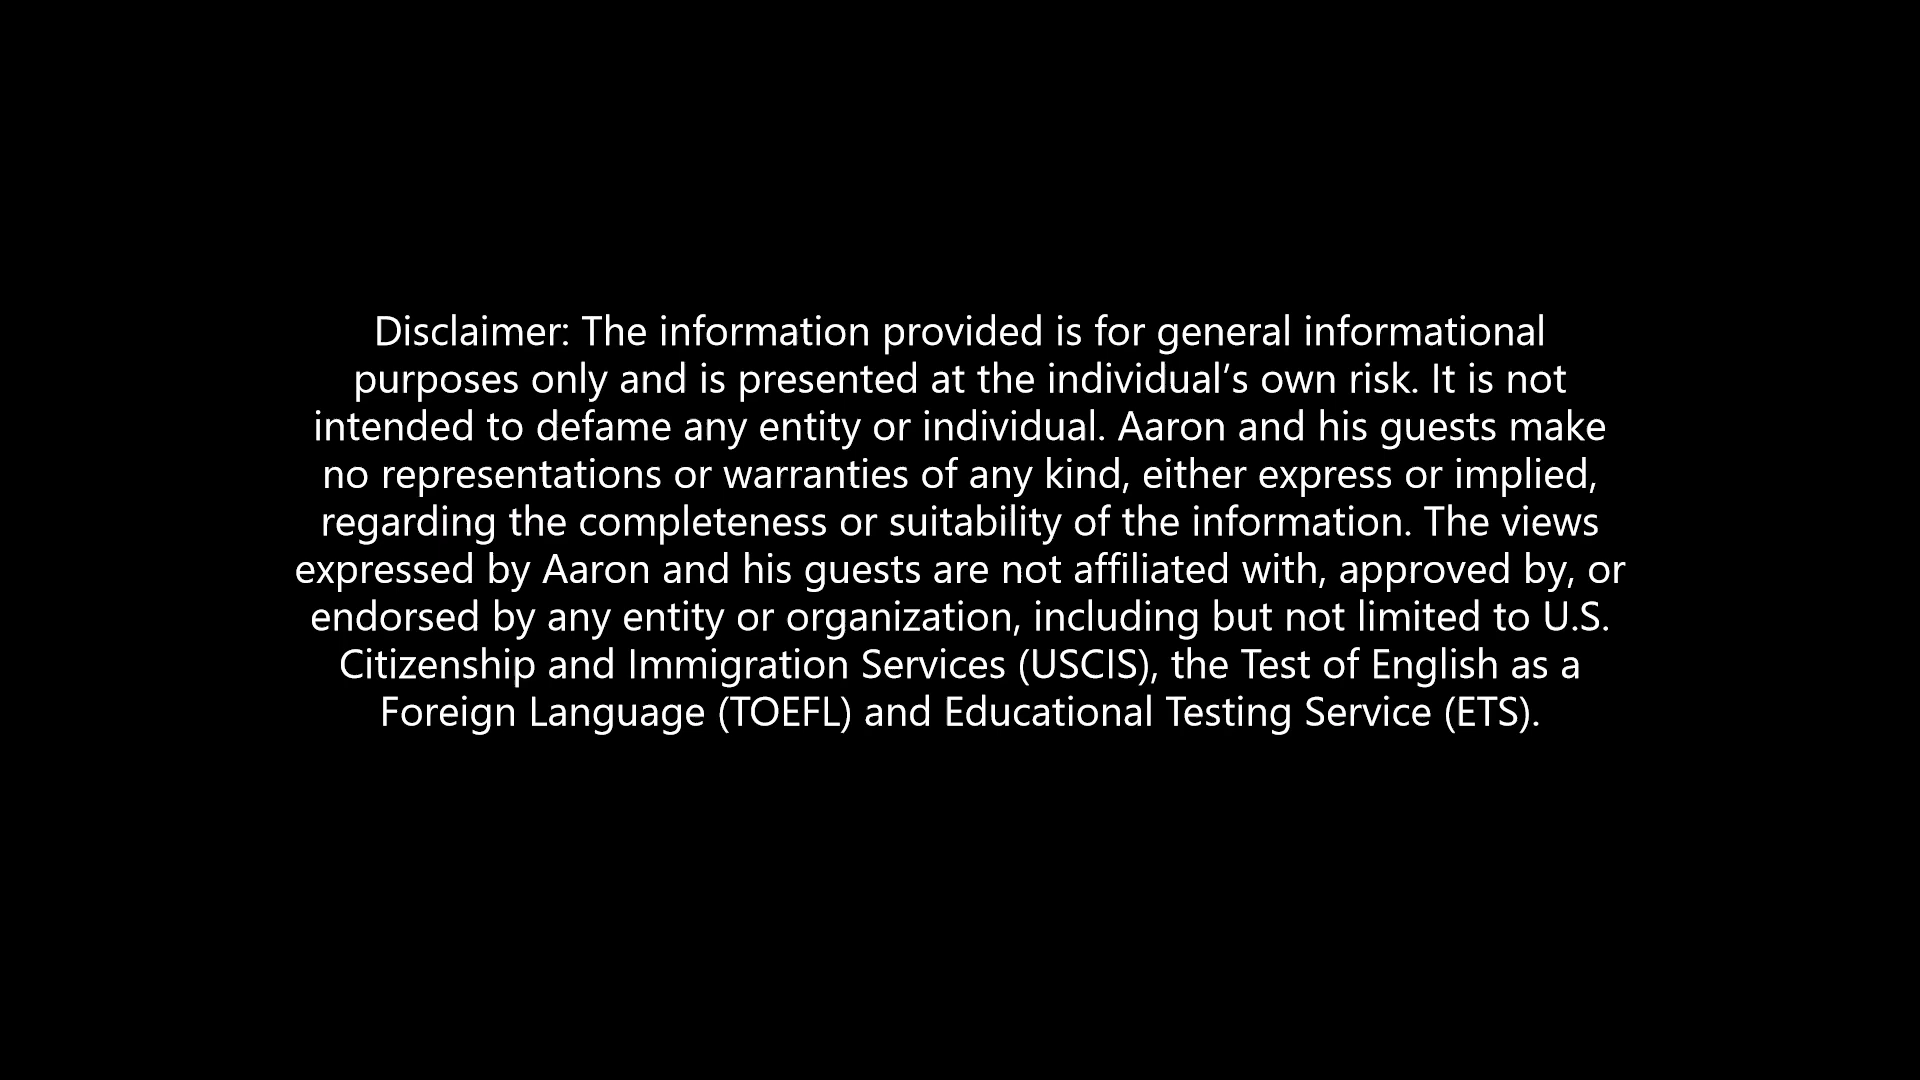 Disclaimer: The information provided is for general informational
purposes only and is presented at the individual’s own risk. It is not
intended to defame any entity or individual. Aaron and his guests make
no representations or warranties of any kind, either express or implied,
regarding the completeness or suitability of the information. The views
expressed by Aaron and his guests are not affiliated with, approved by, or
endorsed by any entity or organization, including but not limited to U.S.
Citizenship and Immigration Services (USCIS), the Test of English as a
Foreign Language (TOEFL) and Educational Testing Service (ETS).